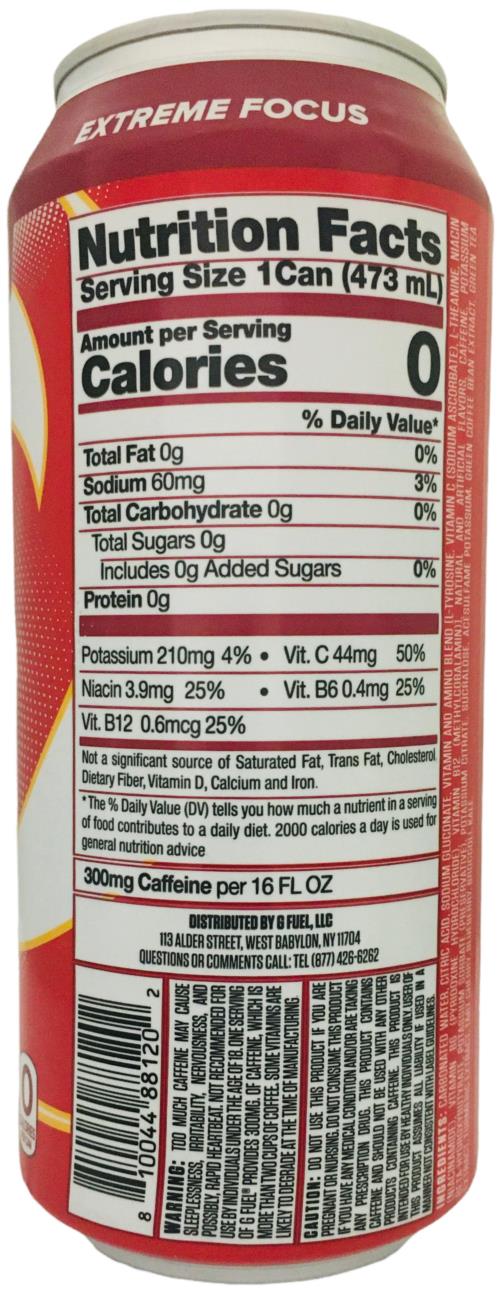 EXTREME FOCUS
Nutrition Facts
Serving Size 1Can (473 mL)
Amount per Serving
Calories 0
% Daily Value*
Total Fat 0g 0%
Sodium 60mg 3%
Total Carbohydrate 0g 0%
Total Sugars 0g
Includes 0g Added Sugars 0%
Protein 0g
Potassium 210mg 4% • Vit. C 44mg 50%
Niacin 3.9mg 25% • Vit. B6 0.4mg 25%
Vit. B12 0.6mcg 25%
Not a significant source of Saturated Fat, Trans Fat, Cholesterol,
Dietary Fiber, Vitamin D, Calcium and Iron.
*The % Daily Value (DV) tells you how much a nutrient in a serving
of food contributes to a daily diet. 2000 calories a day is used for
general nutrition advice
300mg Caffeine per 16 FL OZ
DISTRIBUTED BY G FUEL, LLC
113 ALDER STREET, WEST BABYLON, NY 11704
QUESTIONS OR COMMENTS CALL: TEL (877) 426-6262
8 10044 88120 2
WARNING: TOO MUCH CAFFEINE MAY CAUSE
SLEEPLESSNESS, IRRITABILITY, NERVOUSNESS, AND
POSSIBLY, RAPID HEARTBEAT. NOT RECOMMENDED FOR
USE BY INDIVIDUALS UNDER THE AGE OF 18. ONE SERVING
OF G FUEL® PROVIDES 300MG. OF CAFFEINE, WHICH IS
MORE THAN TWO CUPS OF COFFEE. SOME VITAMINS ARE
LIKELY TO DEGRADE AT THE TIME OF MANUFACTURING.
CAUTION: DO NOT USE THIS PRODUCT IF YOU ARE
PREGNANT OR NURSING. DO NOT CONSUME THIS PRODUCT
IF YOU HAVE ANY MEDICAL CONDITION AND/OR ARE TAKING
ANY PRESCRIPTION DRUG. THIS PRODUCT CONTAINS
CAFFEINE AND SHOULD NOT BE USED WITH ANY OTHER
PRODUCTS CONTAINING CAFFEINE. THIS PRODUCT IS
INTENDED FOR USE BY HEALTHY INDIVIDUALS ONLY. USER OF
THIS PRODUCT ASSUMES ALL LIABILITY IF USED IN A
MANNER NOT CONSISTENT WITH LABEL GUIDELINES.
INGREDIENTS: CARBONATED WATER, CITRIC ACID, SODIUM GLUCONATE, VITAMIN AND AMINO BLEND [L-TYROSINE, VITAMIN C (SODIUM ASCORBATE), L-THEANINE, NIACIN
(NIACINAMIDE), VITAMIN B6 (PYRIDOXINE HYDROCHLORIDE), VITAMIN B12 (METHYLCOBALAMIN)], NATURAL AND ARTIFICIAL FLAVORS, CAFFEINE, POTASSIUM
POTASSIUM CITRATE, SUCRALOSE, ACESULFAME POTASSIUM, GREEN COFFEE BEAN EXTRACT, GREEN TEA